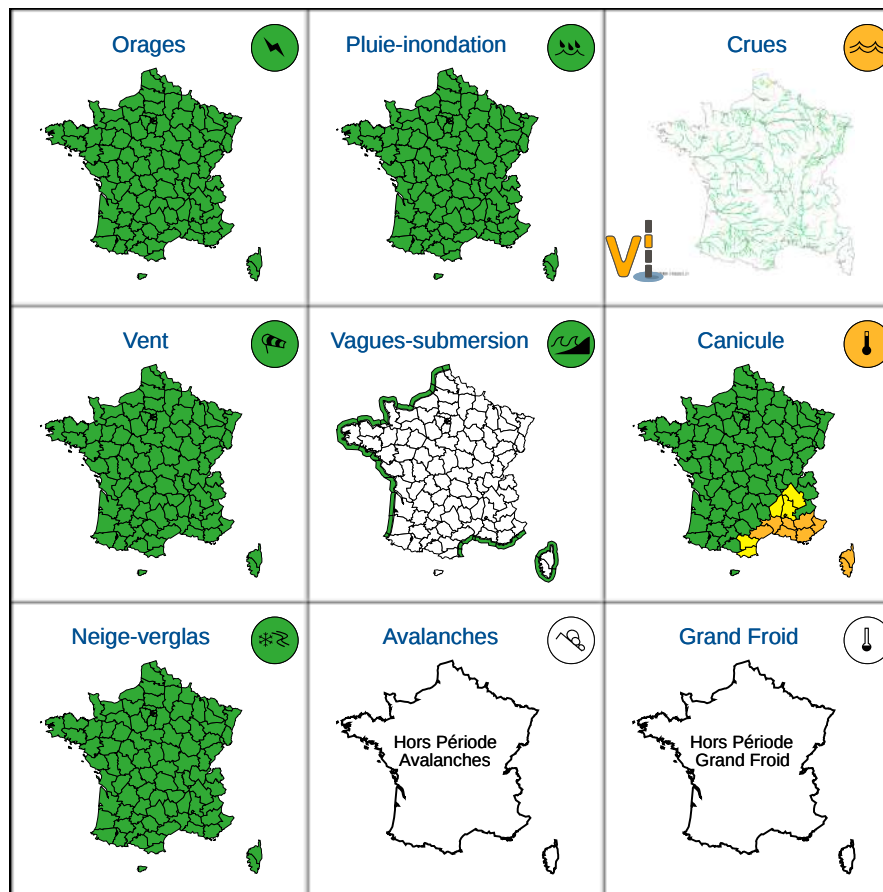 Orages
Pluie-inondation
Crues
Vi
Vent
Vagues-submersion
Canicule
Neige-verglas
Avalanches
Grand Froid
Hors Période
Avalanches
Hors Période
Grand Froid